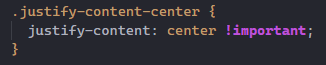 .justify-content-center {
  justify-content: center !important;
}